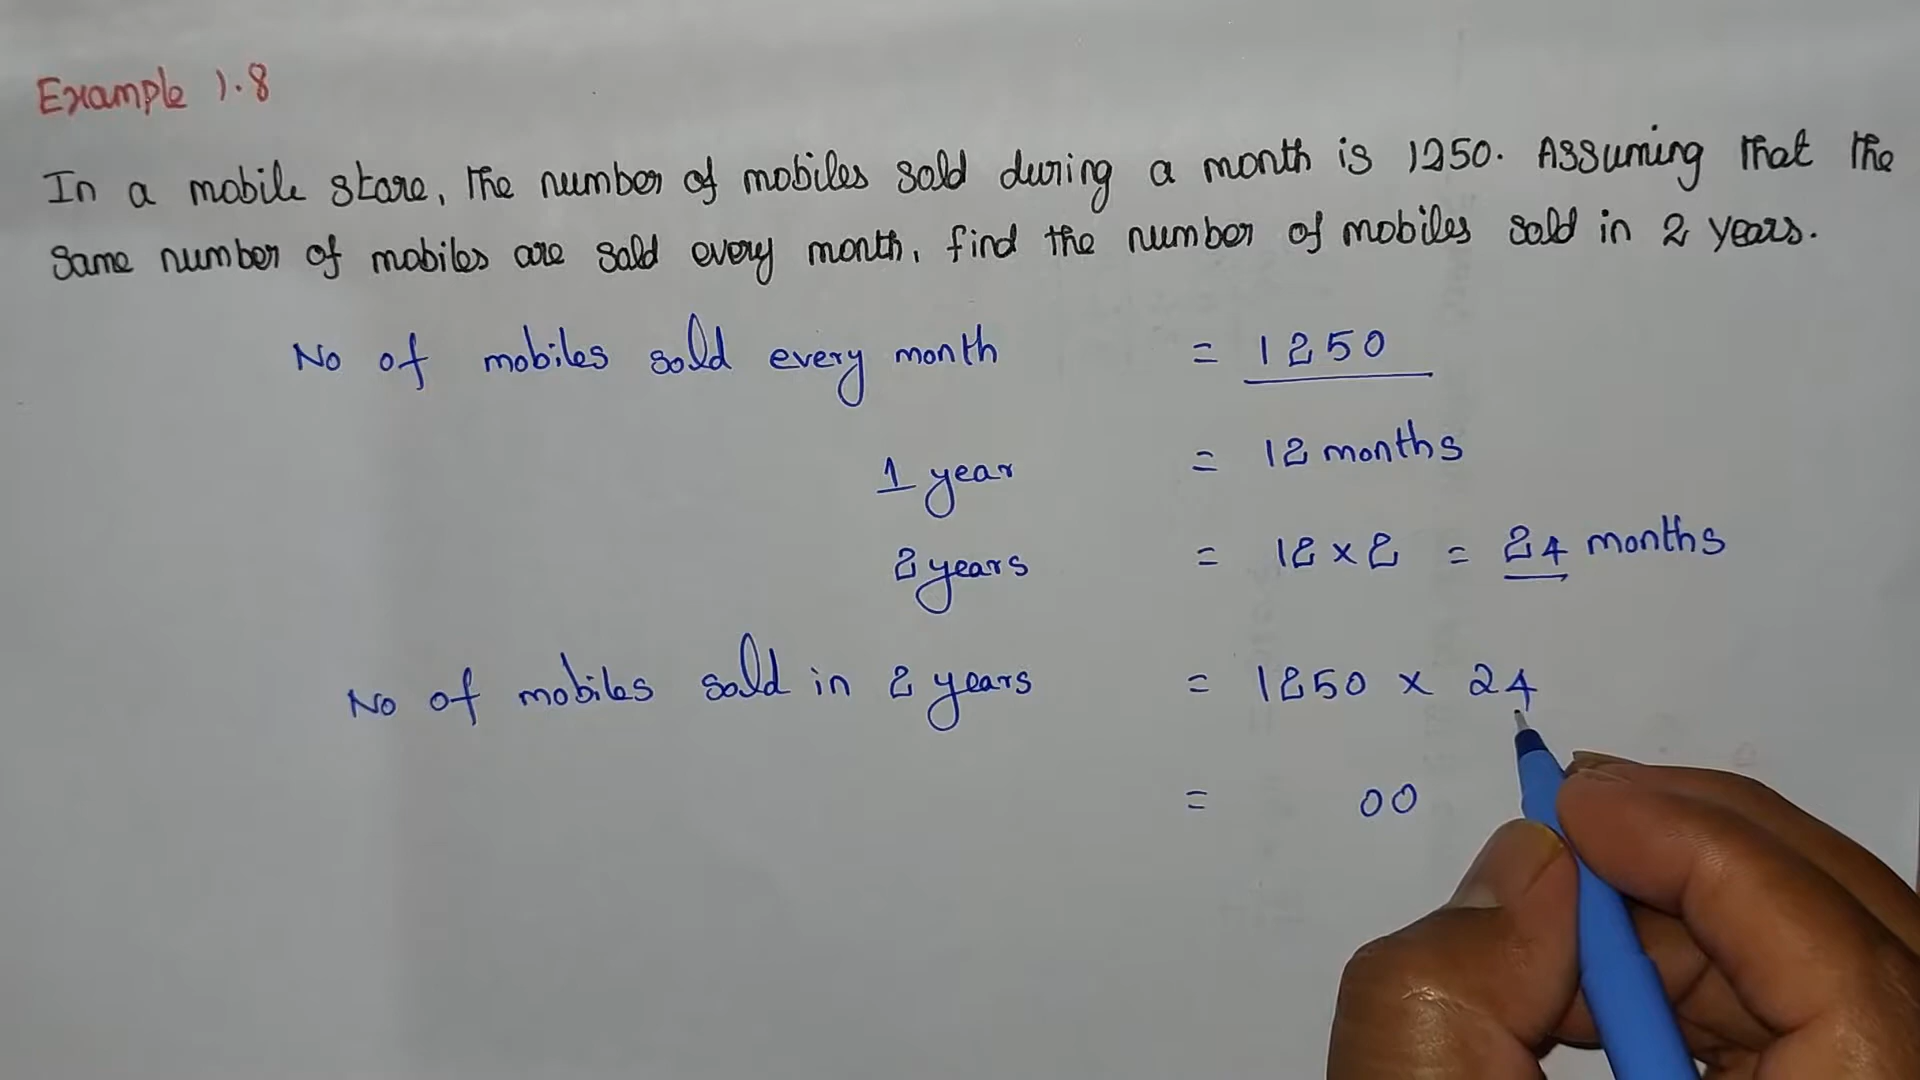 Example 1.8
In a mobile store, the number of mobiles sold during a month is 1250. Assuming that the
same number of mobiles are sold every month, find the number of mobiles sold in 2 years.
No of mobiles sold every month = 1250
1 year = 12 months
2 years = 12 x 2 = 24 months
No of mobiles sold in 2 years = 1250 x 24
= 00